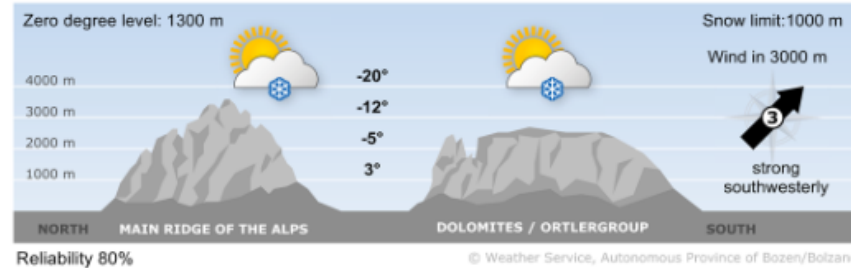 Zero degree level: 1300 m
Snow limit:1000 m
Wind in 3000 m
4000 m
-20°
3000 m
-12°
3
2000 m
-5°
1000 m
3°
strong
southwesterly
NORTH
MAIN RIDGE OF THE ALPS
DOLOMITES / ORTLERGROUP
SOUTH
Reliability 80%
© Weather Service, Autonomous Province of Bozen/Bolzan